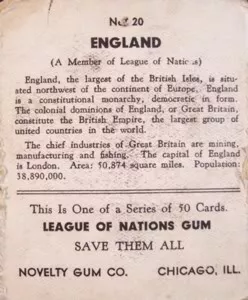 No. 20
ENGLAND
(A Member of League of Nations)
England, the largest of the British Isles, is situ-
ated northwest of the continent of Europe. England
is a constitutional monarchy, democratic in form.
The colonial dominions of England, or Great Britain,
constitute the British Empire, the largest group of
united countries in the world.
The chief industries of Great Britain are mining,
manufacturing and fishing. The capital of England
is London. Area: 50,874 square miles. Population:
38,890,000.
This Is One of a Series of 50 Cards.
LEAGUE OF NATIONS GUM
SAVE THEM ALL
NOVELTY GUM CO. CHICAGO, ILL.